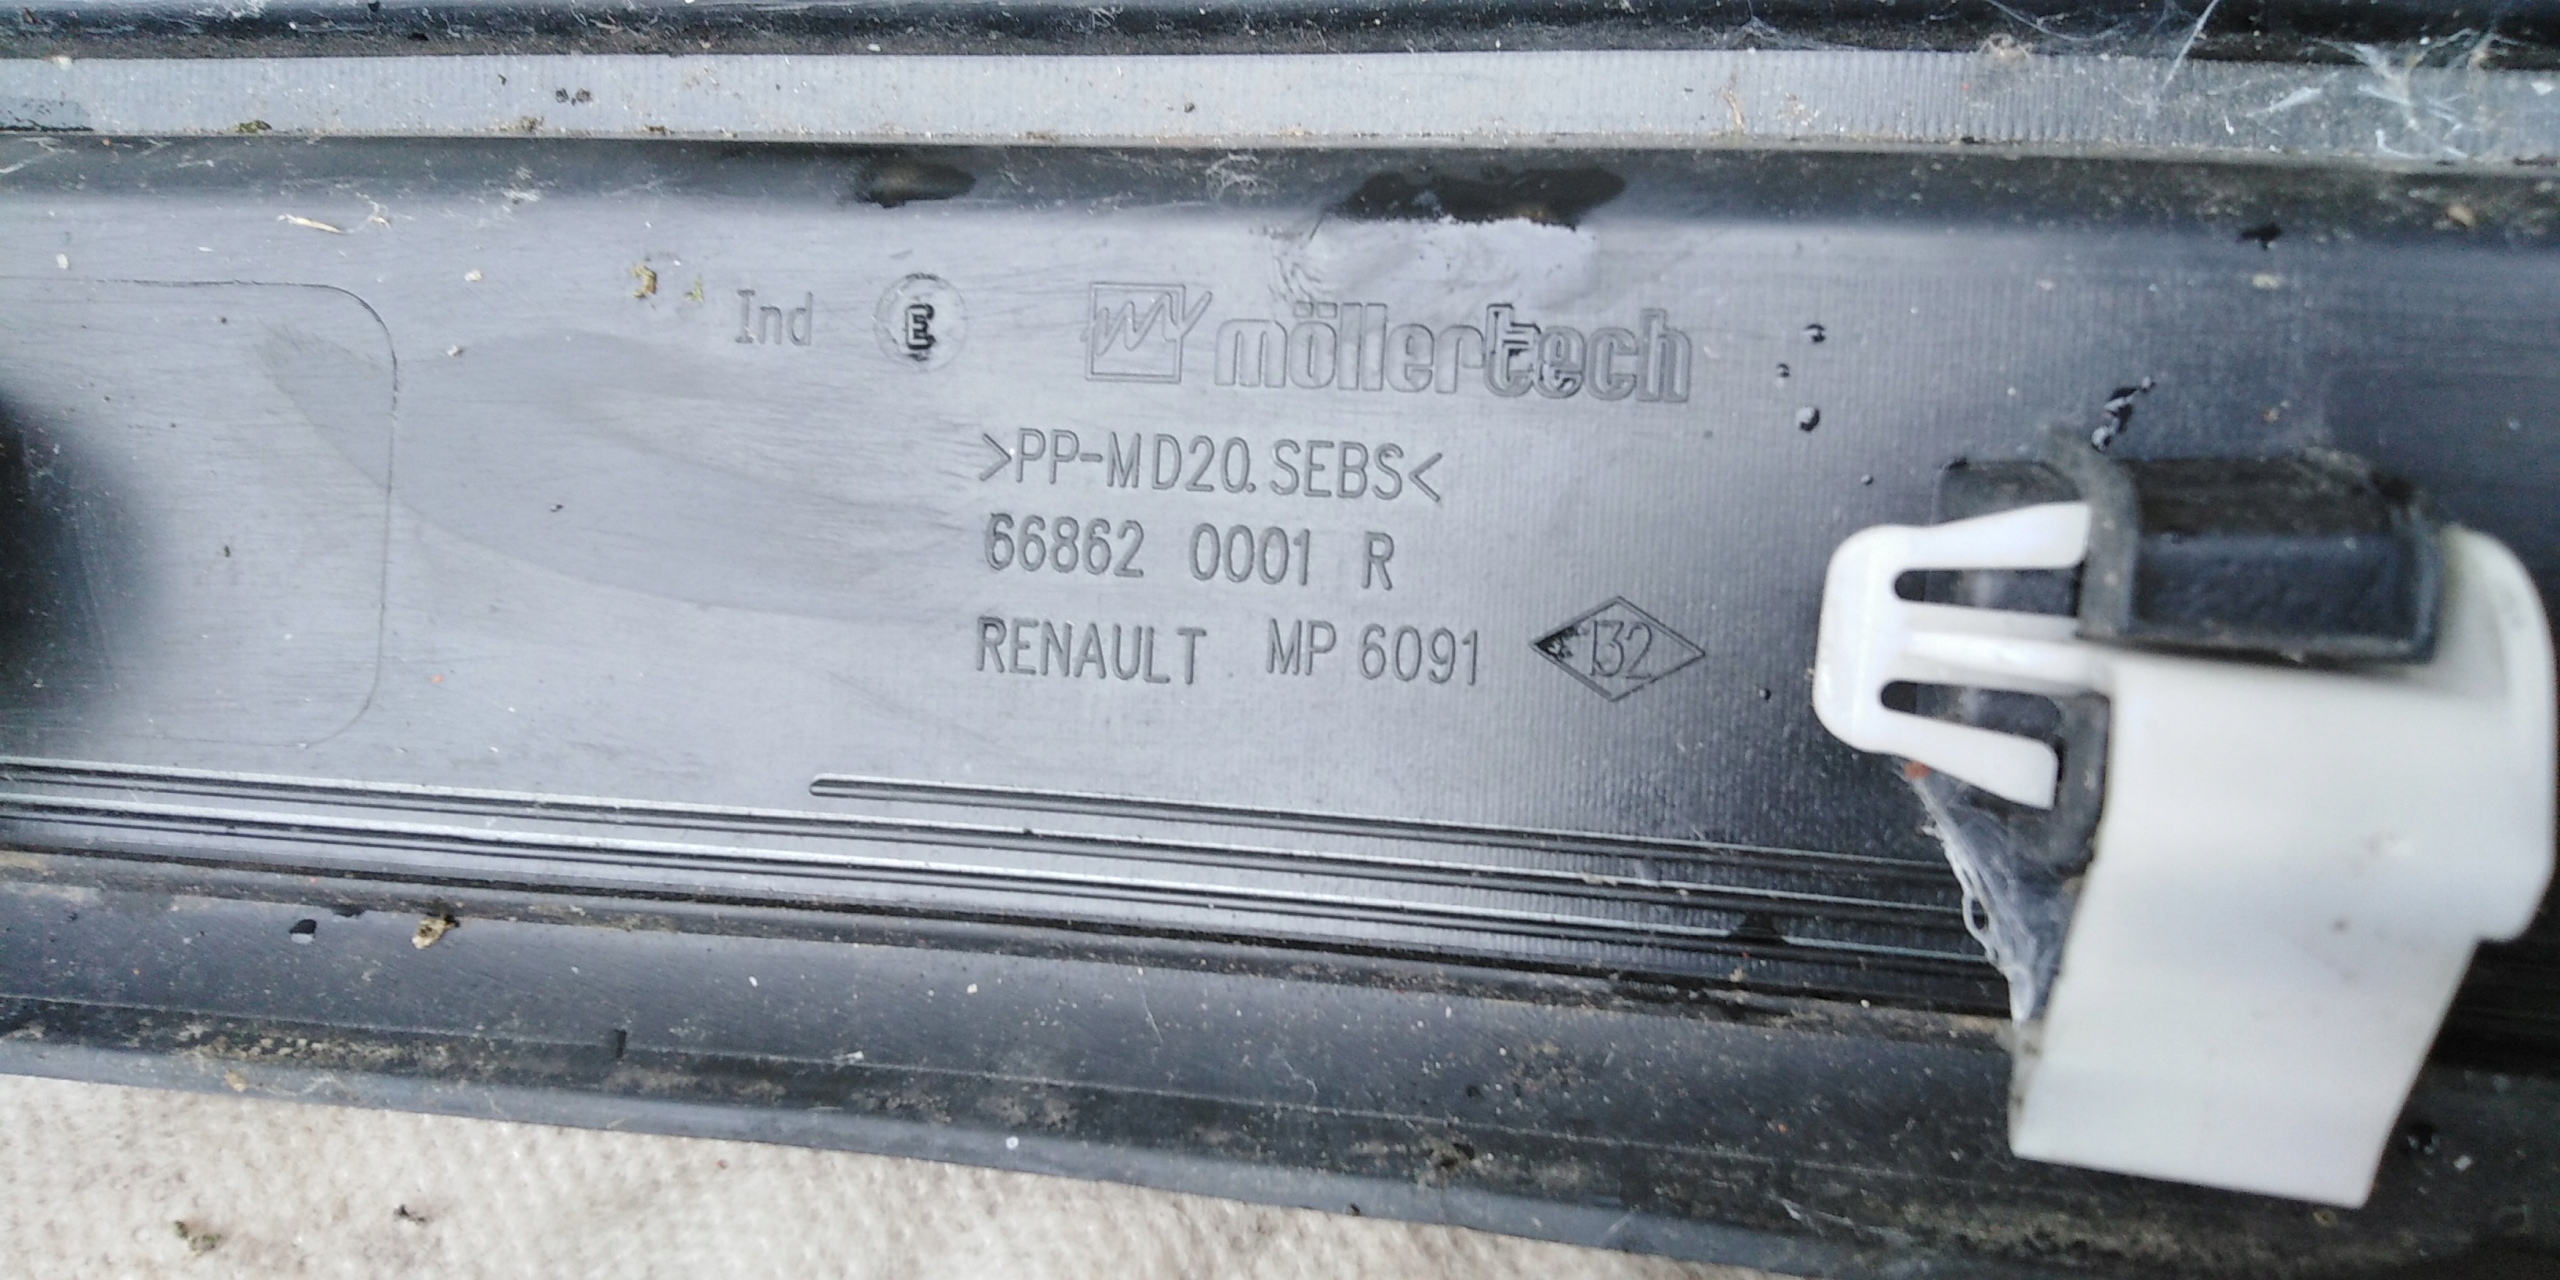 Ind E möllertech
>PP-MD20.SEBS<
66862 0001 R
RENAULT MP 6091 132